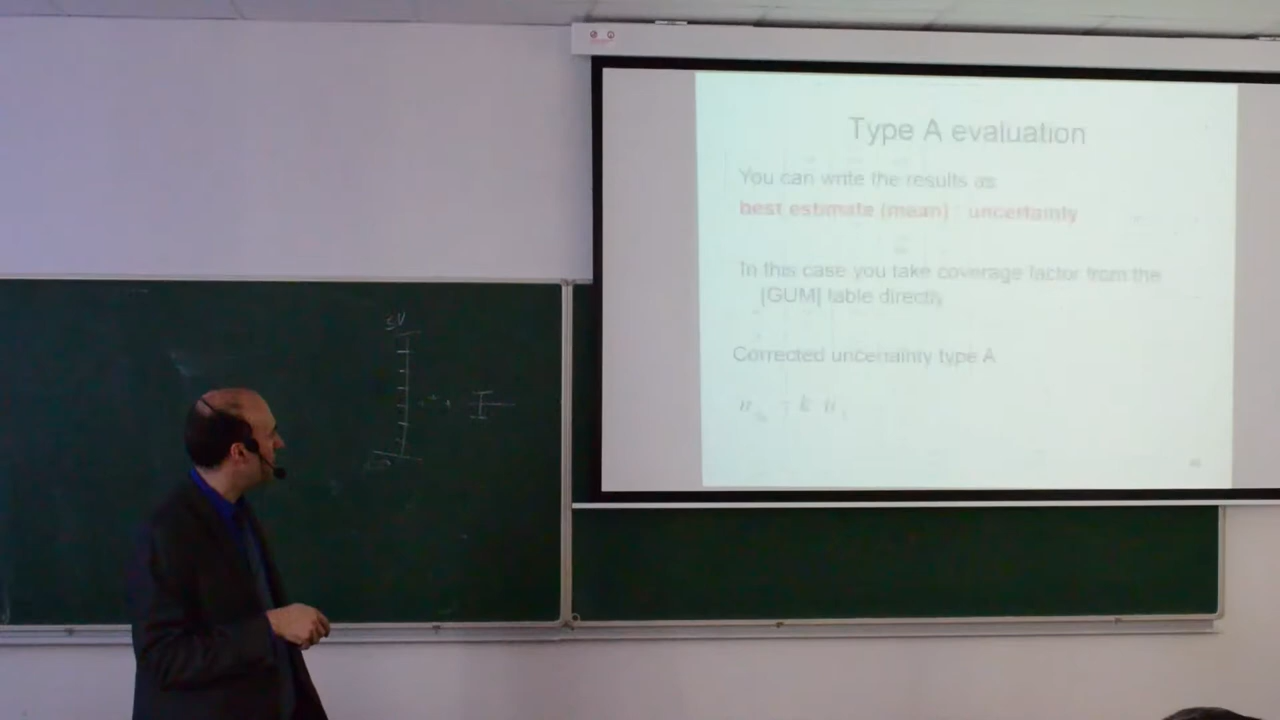 5V
Type A evaluation
You can write the results as
best estimate (mean) uncertainty
In this case you take coverage factor from the
[GUM] table directly
Corrected uncertainty type A